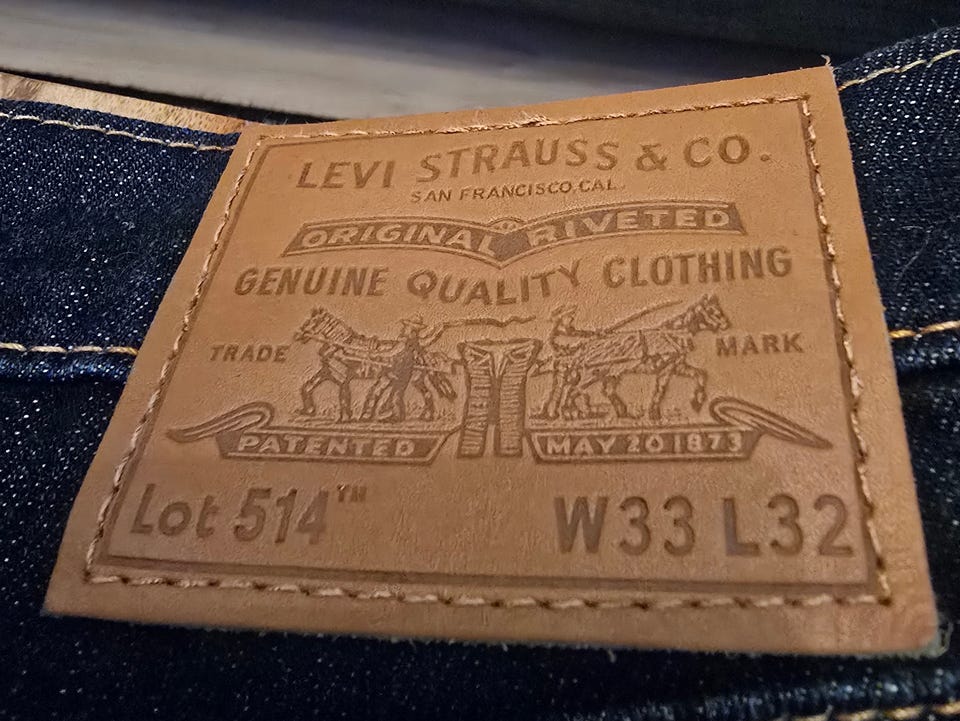 LEVI STRAUSS & CO.
SAN FRANCISCO, CAL.
ORIGINAL RIVETED
GENUINE QUALITY CLOTHING
TRADE MARK
PATENTED MAY 20 1873
Lot 514™ W33 L32